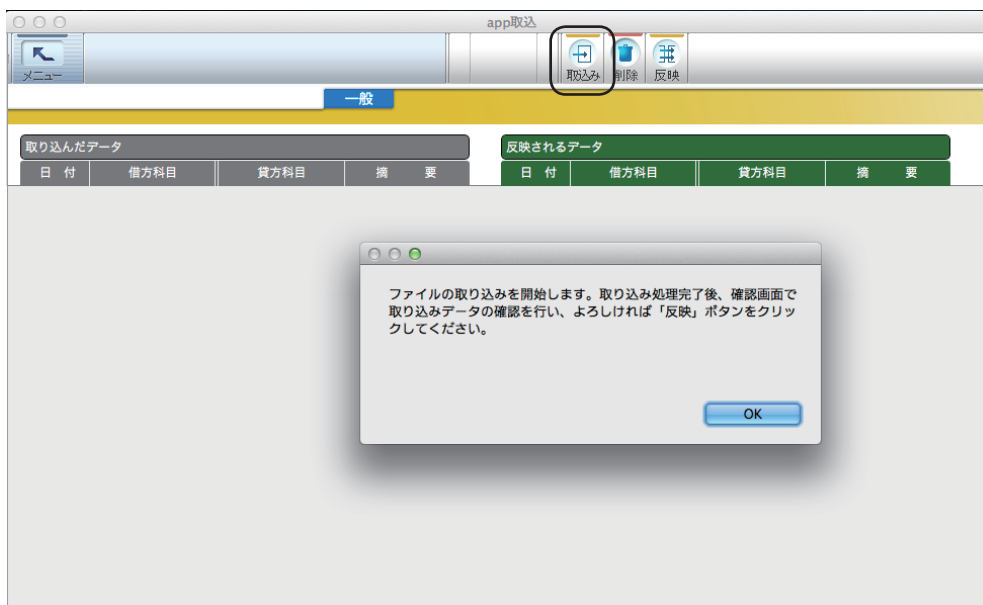 app取込
メニュー
取込み 削除 反映
一般
取り込んだデータ
反映されるデータ
日 付 借方科目 貸方科目 摘 要
日 付 借方科目 貸方科目 摘 要
ファイルの取り込みを開始します。取り込み処理完了後、確認画面で
取り込みデータの確認を行い、よろしければ「反映」ボタンをクリッ
クしてください。
OK